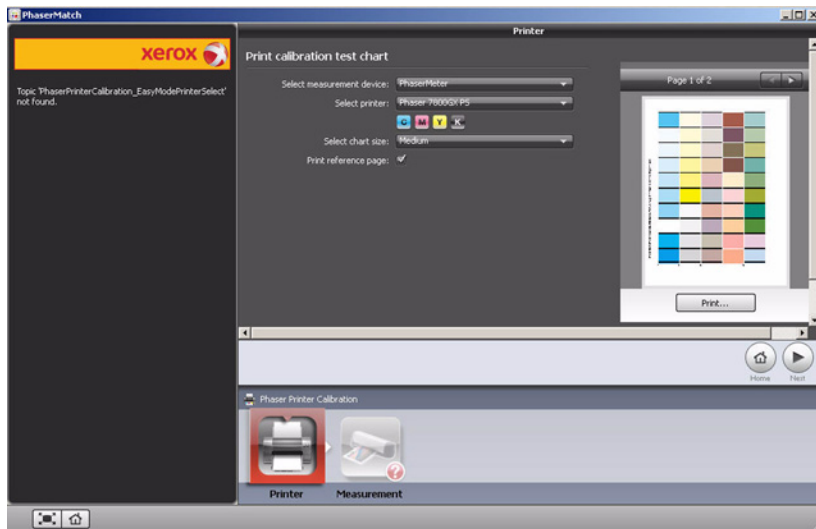 PhaserMatch
xerox
Topic 'PhaserPrinterCalibration_EasyModePrinterSelect'
not found.
Printer
Print calibration test chart
Select measurement device: PhaserMeter
Select printer: Phaser 7800GX PS
C M Y K
Select chart size: Medium
Print reference page:
Page 1 of 2
Print...
Home
Next
Phaser Printer Calibration
Printer
Measurement